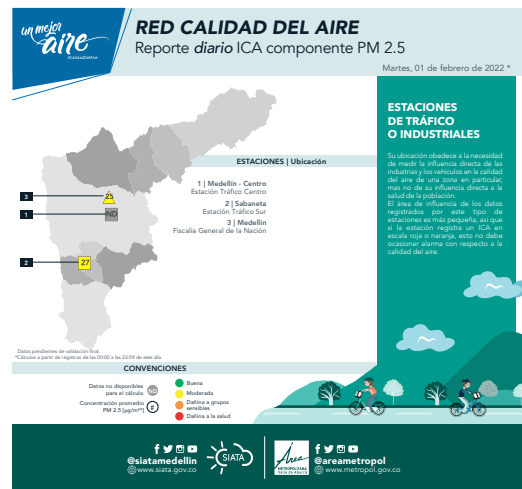 un mejor
aire
#CalidadDelAire
RED CALIDAD DEL AIRE
Reporte diario ICA componente PM 2.5
Martes, 01 de febrero de 2022 *
ESTACIONES
DE TRÁFICO
O INDUSTRIALES
Su ubicación obedece a la necesidad
de medir la influencia directa de las
industrias y los vehículos en la calidad
del aire de una zona en particular,
mas no de su influencia directa a la
salud de la población.
El área de influencia de los datos
registrados por este tipo de
estaciones es más pequeña, así que
si la estación registra un ICA en
escala roja o naranja, esto no debe
ocasionar alarma con respecto a la
calidad del aire.
ESTACIONES | Ubicación
1 | Medellín - Centro
Estación Tráfico Centro
2 | Sabaneta
Estación Tráfico Sur
3 | Medellín
Fiscalía General de la Nación
3
25
1
ND
2
27
Datos pendientes de validación final.
*Cálculos a partir de registros de las 00:00 a las 23:59 de este día.
CONVENCIONES
Datos no disponibles
para el cálculo
ND
Concentración promedio
PM 2.5 [µg/m³*]
#
Buena
Moderada
Dañina a grupos
sensibles
Dañina a la salud
@siatamedellin
www.siata.gov.co
SIATA
Área
METROPOLITANA
Valle de Aburrá
@areametropol
www.metropol.gov.co